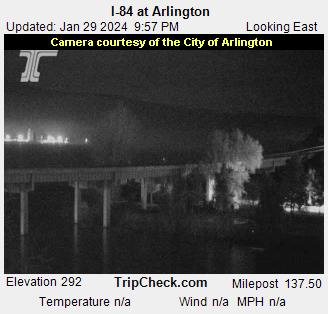 I-84 at Arlington
Updated: Jan 29 2024 9:57 PM Looking East
Camera courtesy of the City of Arlington
Elevation 292 TripCheck.com Milepost 137.50
Temperature n/a Wind n/a MPH n/a